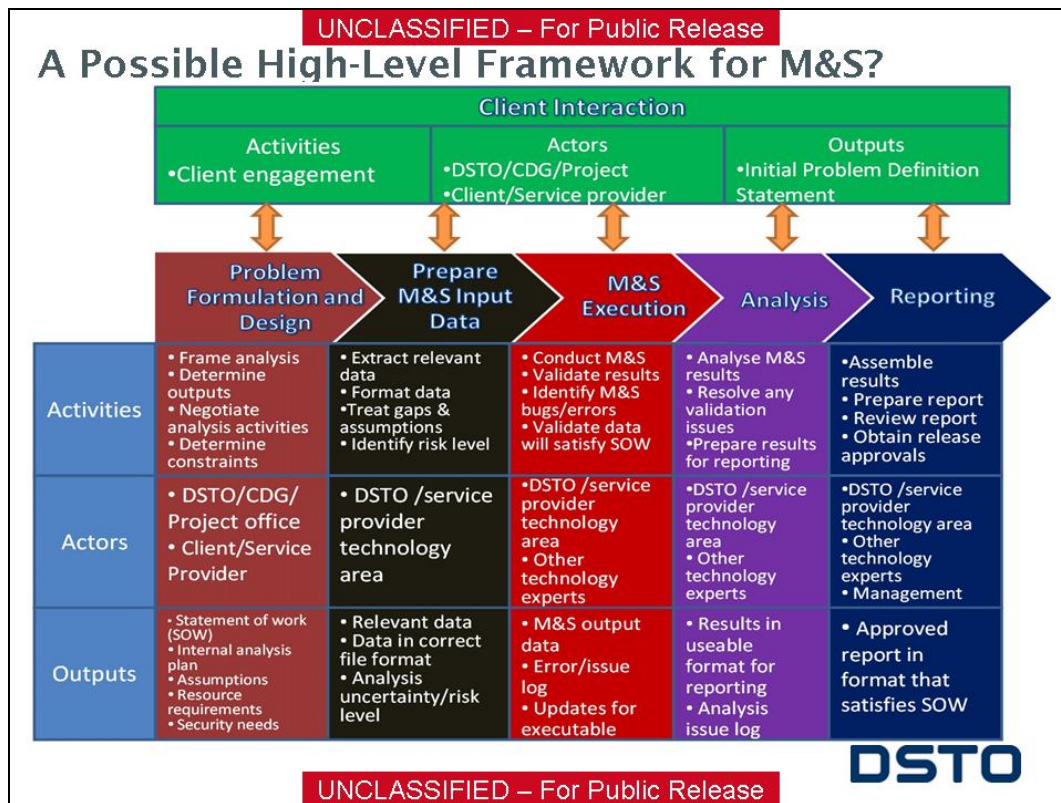 UNCLASSIFIED – For Public Release
A Possible High-Level Framework for M&S?
Client Interaction
Activities
•Client engagement
Actors
•DSTO/CDG/Project
•Client/Service provider
Outputs
•Initial Problem Definition
Statement
Problem
Formulation and
Design
Prepare
M&S Input
Data
M&S
Execution
Analysis
Reporting
Activities
• Frame analysis
• Determine
outputs
• Negotiate
analysis activities
• Determine
constraints
• Extract relevant
data
• Format data
•Treat gaps &
assumptions
• Identify risk level
• Conduct M&S
• Validate results
• Identify M&S
bugs/errors
• Validate data
will satisfy SOW
• Analyse M&S
results
• Resolve any
validation
issues
•Prepare results
for reporting
•Assemble
results
• Prepare report
• Review report
• Obtain release
approvals
Actors
• DSTO/CDG/
Project office
• Client/Service
Provider
• DSTO /service
provider
technology
area
•DSTO /service
provider
technology
area
• Other
technology
experts
•DSTO /service
provider
technology
area
• Other
technology
experts
•DSTO /service
provider
technology area
• Other
technology
experts
• Management
Outputs
• Statement of work
(SOW)
• Internal analysis
plan
• Assumptions
• Resource
requirements
• Security needs
• Relevant data
• Data in correct
file format
• Analysis
uncertainty/risk
level
• M&S output
data
• Error/issue
log
• Updates for
executable
• Results in
useable
format for
reporting
• Analysis
issue log
• Approved
report in
format that
satisfies SOW
DSTO
UNCLASSIFIED – For Public Release